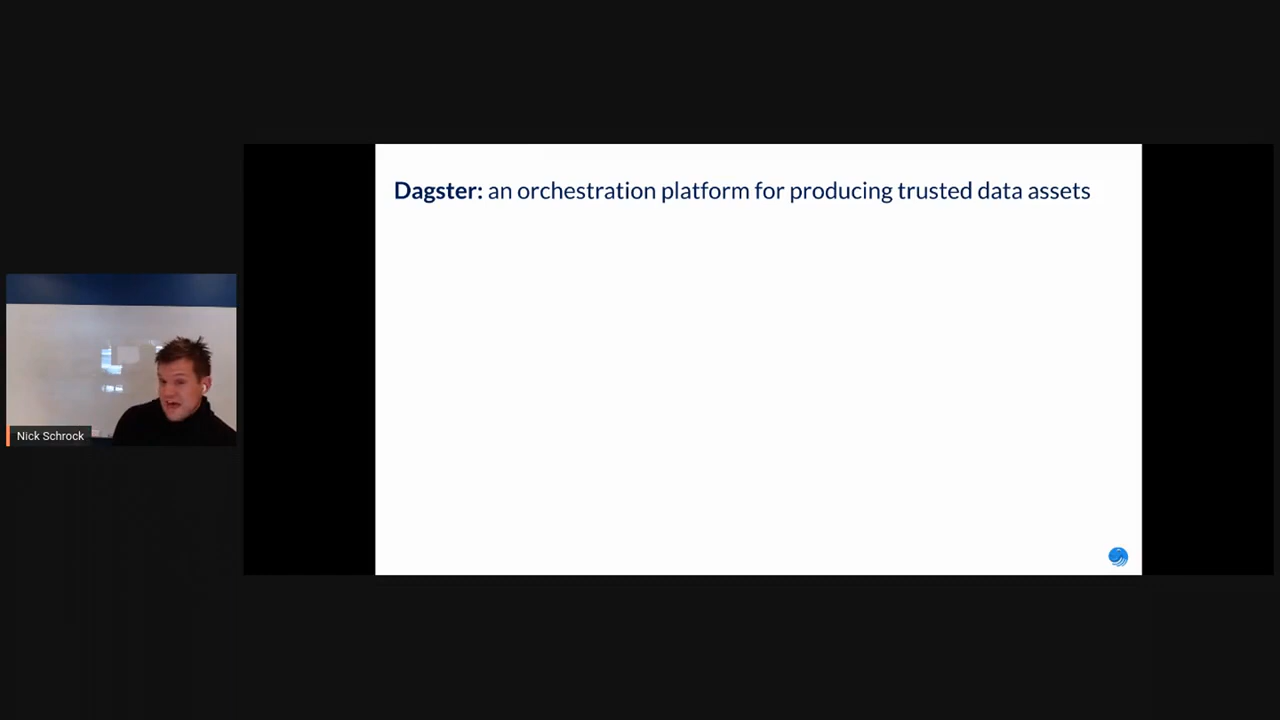 Dagster: an orchestration platform for producing trusted data assets
Nick Schrock